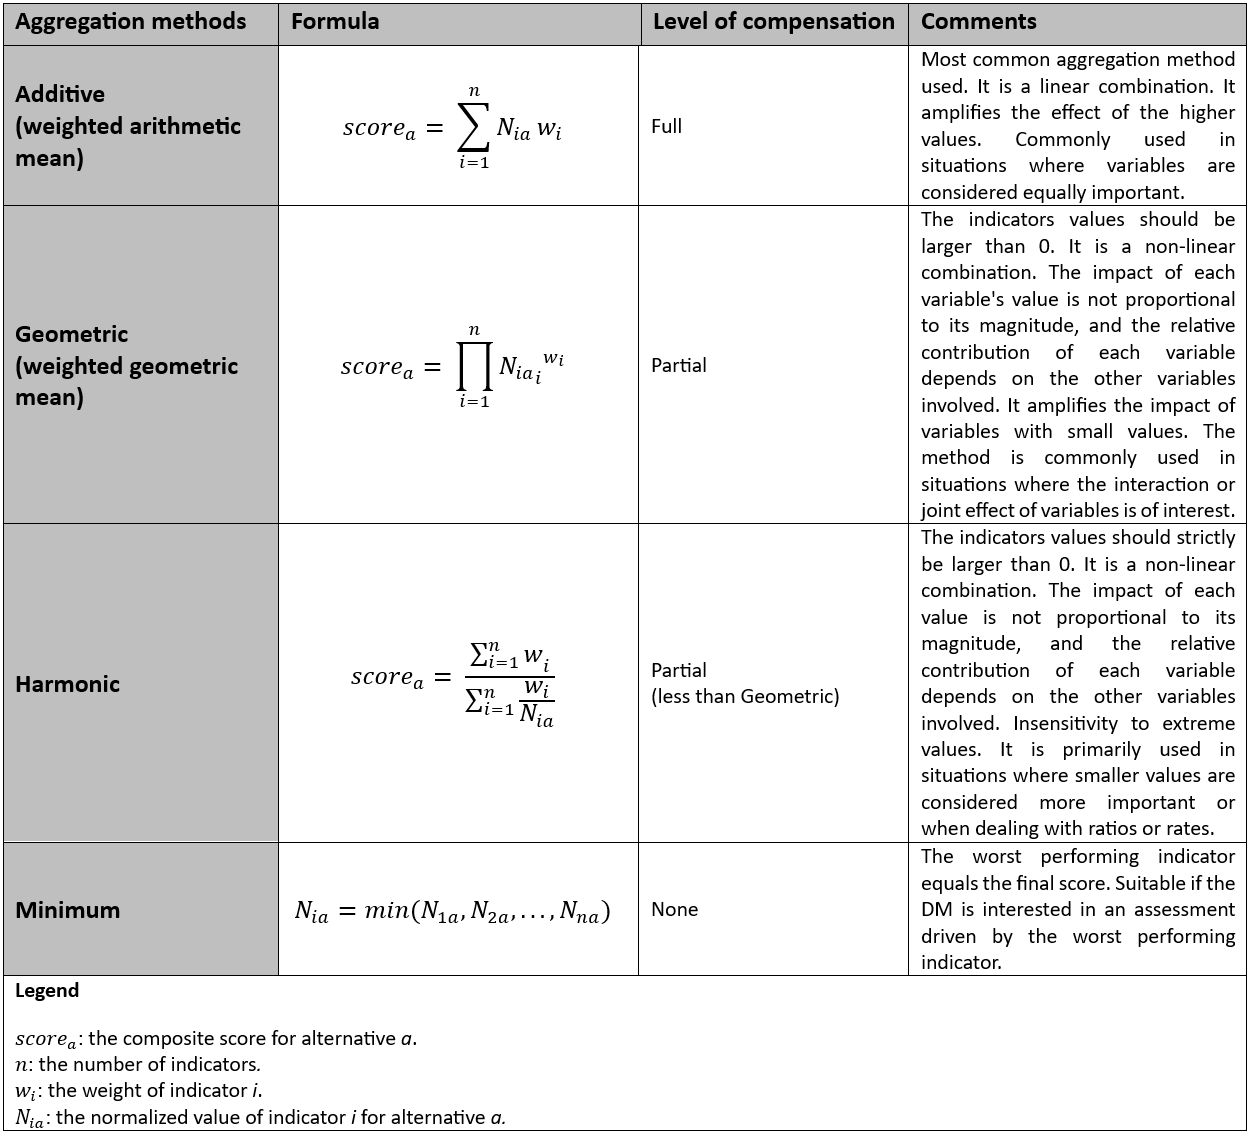 Aggregation methods
Formula
Level of compensation
Comments
Additive
(weighted arithmetic
mean)
score_a = ∑_{i=1}^{n} N_{ia} w_i
Full
Most common aggregation method
used. It is a linear combination. It
amplifies the effect of the higher
values. Commonly used in
situations where variables are
considered equally important.
Geometric
(weighted geometric
mean)
score_a = ∏_{i=1}^{n} N_{ia_i}^{w_i}
Partial
The indicators values should be
larger than 0. It is a non-linear
combination. The impact of each
variable's value is not proportional
to its magnitude, and the relative
contribution of each variable
depends on the other variables
involved. It amplifies the impact of
variables with small values. The
method is commonly used in
situations where the interaction or
joint effect of variables is of interest.
Harmonic
score_a = \frac{∑_{i=1}^{n} w_i}{∑_{i=1}^{n} \frac{w_i}{N_{ia}}}
Partial
(less than Geometric)
The indicators values should strictly
be larger than 0. It is a non-linear
combination. The impact of each
value is not proportional to its
magnitude, and the relative
contribution of each variable
depends on the other variables
involved. Insensitivity to extreme
values. It is primarily used in
situations where smaller values are
considered more important or
when dealing with ratios or rates.
Minimum
N_{ia} = min(N_{1a}, N_{2a}, . . . , N_{na})
None
The worst performing indicator
equals the final score. Suitable if the
DM is interested in an assessment
driven by the worst performing
indicator.
Legend
score_a: the composite score for alternative a.
n: the number of indicators.
w_i: the weight of indicator i.
N_{ia}: the normalized value of indicator i for alternative a.